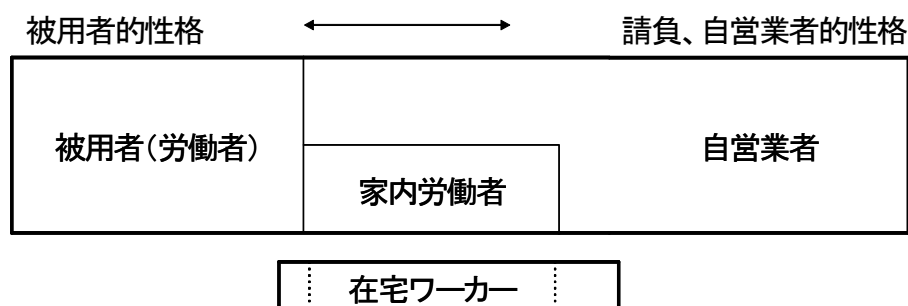 被用者的性格
請負、自営業者的性格
被用者(労働者)
自営業者
家内労働者
在宅ワーカー